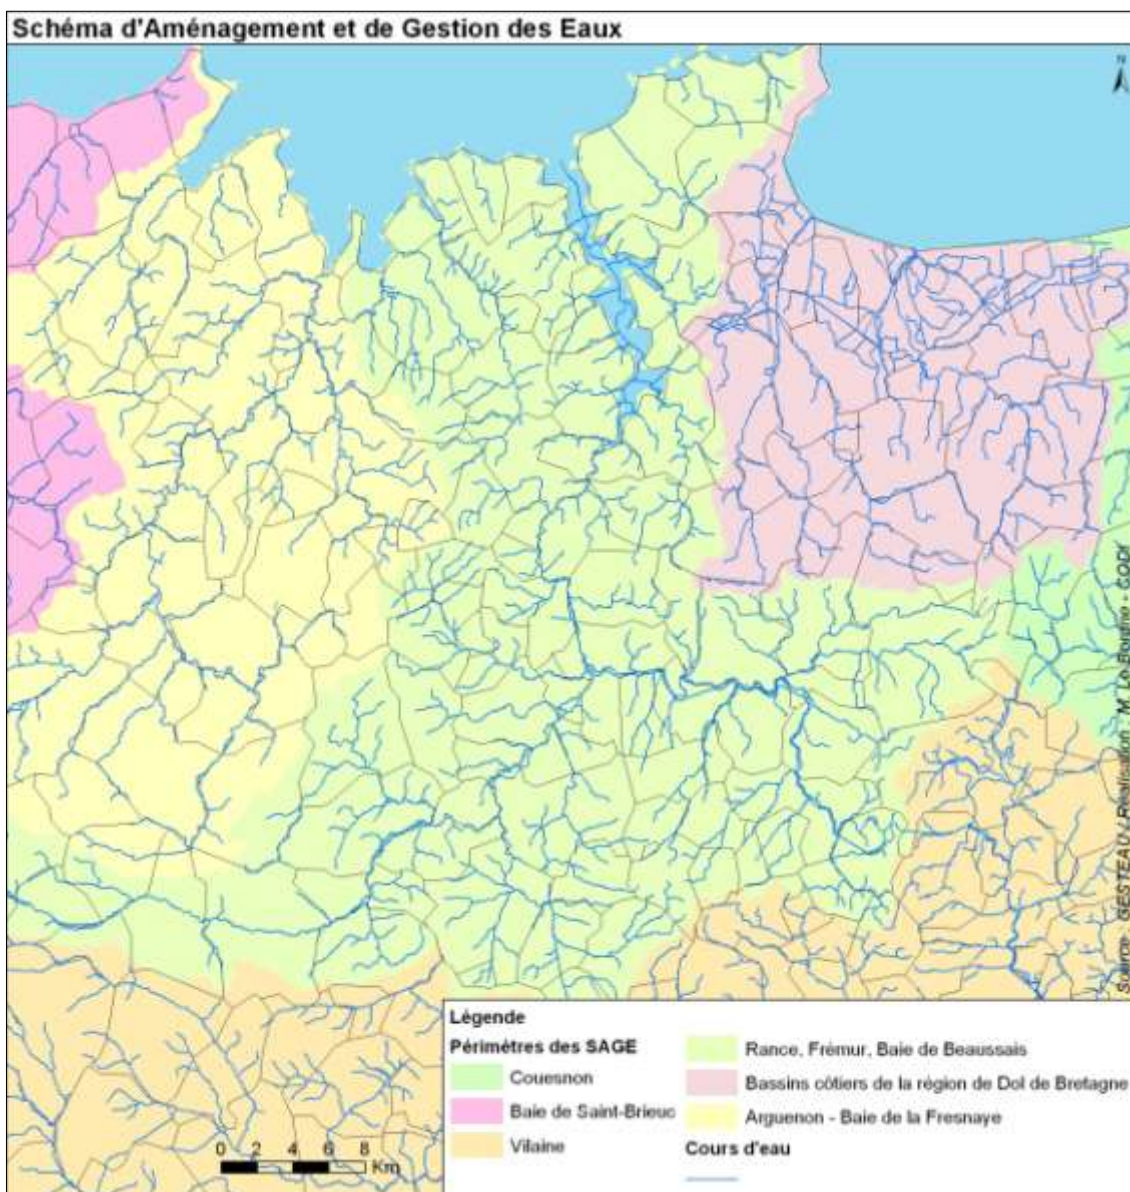 Schéma d'Aménagement et de Gestion des Eaux
N
Source : GESTEAU / Réalisation : M. Le Borgne - CODI
Légende
Périmètres des SAGE
Couesnon
Baie de Saint-Brieuc
Vilaine
Rance, Frémur, Baie de Beaussais
Bassins côtiers de la région de Dol de Bretagne
Arguenon - Baie de la Fresnaye
Cours d'eau
0 2 4 6 8
Km